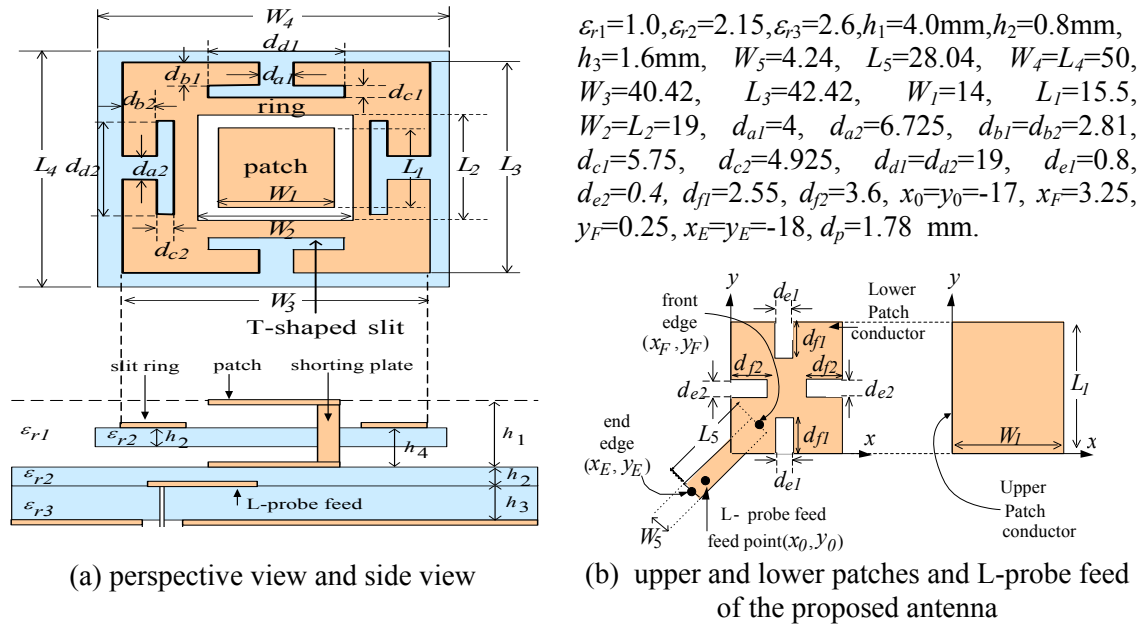 W4
dd1
db1
da1
dc1
db2
ring
L4
dd2
da2
patch
L1
L2
L3
W1
W2
dc2
W3
T-shaped slit
slit ring
patch
shorting plate
εr1
εr2
h2
h4
h1
εr2
h2
εr3
L-probe feed
h3
(a) perspective view and side view
εr1=1.0,εr2=2.15,εr3=2.6,h1=4.0mm,h2=0.8mm,
h3=1.6mm, W5=4.24, L5=28.04, W4=L4=50,
W3=40.42, L3=42.42, W1=14, L1=15.5,
W2=L2=19, da1=4, da2=6.725, db1=db2=2.81,
dc1=5.75, dc2=4.925, dd1=dd2=19, de1=0.8,
de2=0.4, df1=2.55, df2=3.6, x0=y0=-17, xF=3.25,
yF=0.25, xE=yE=-18, dp=1.78 mm.
y
de1
Lower
Patch
conductor
y
front
edge
(xF, yF)
df1
df2
df2
de2
de2
L1
L5
end
edge
(xE, yE)
df1
x
W1
x
de1
W5
L- probe feed
feed point(x0, y0)
Upper
Patch
conductor
(b) upper and lower patches and L-probe feed
of the proposed antenna